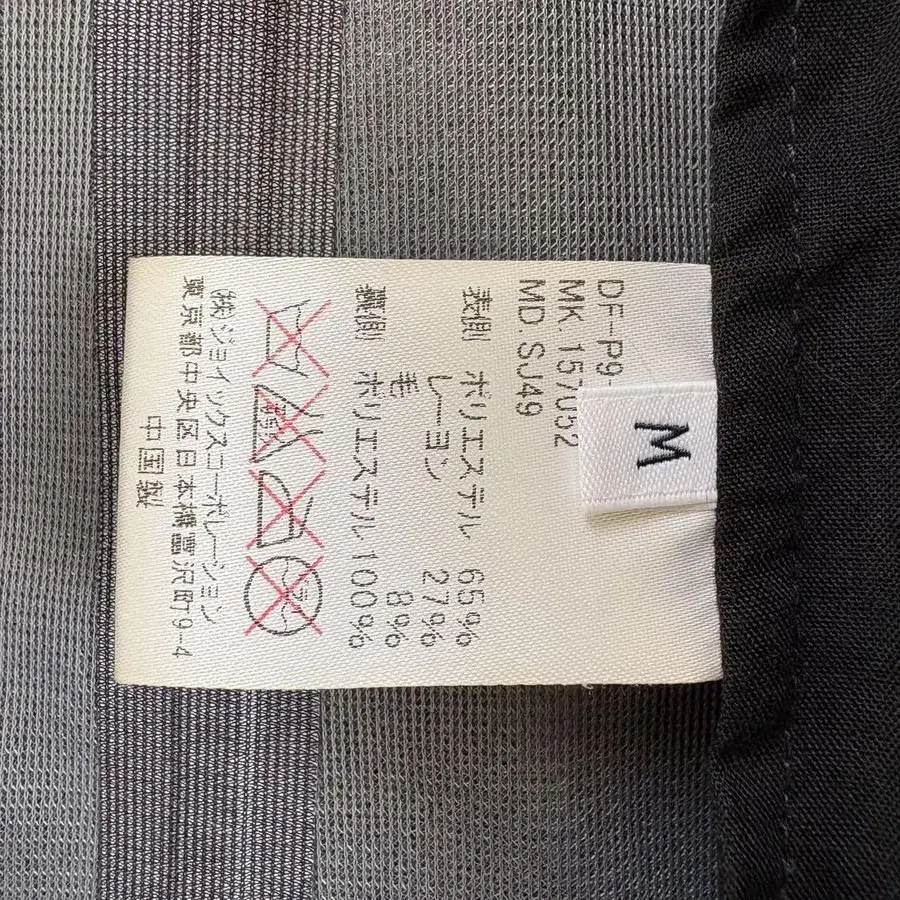 M
DF-P9-
MK. 157052
MD. SJ49
表側 ポリエステル 65%
レーヨン 27%
毛 8%
裏側 ポリエステル 100%
ドライ
(株)ジョイックスコーポレーション
東京都中央区日本橋富沢町9-4
中国製